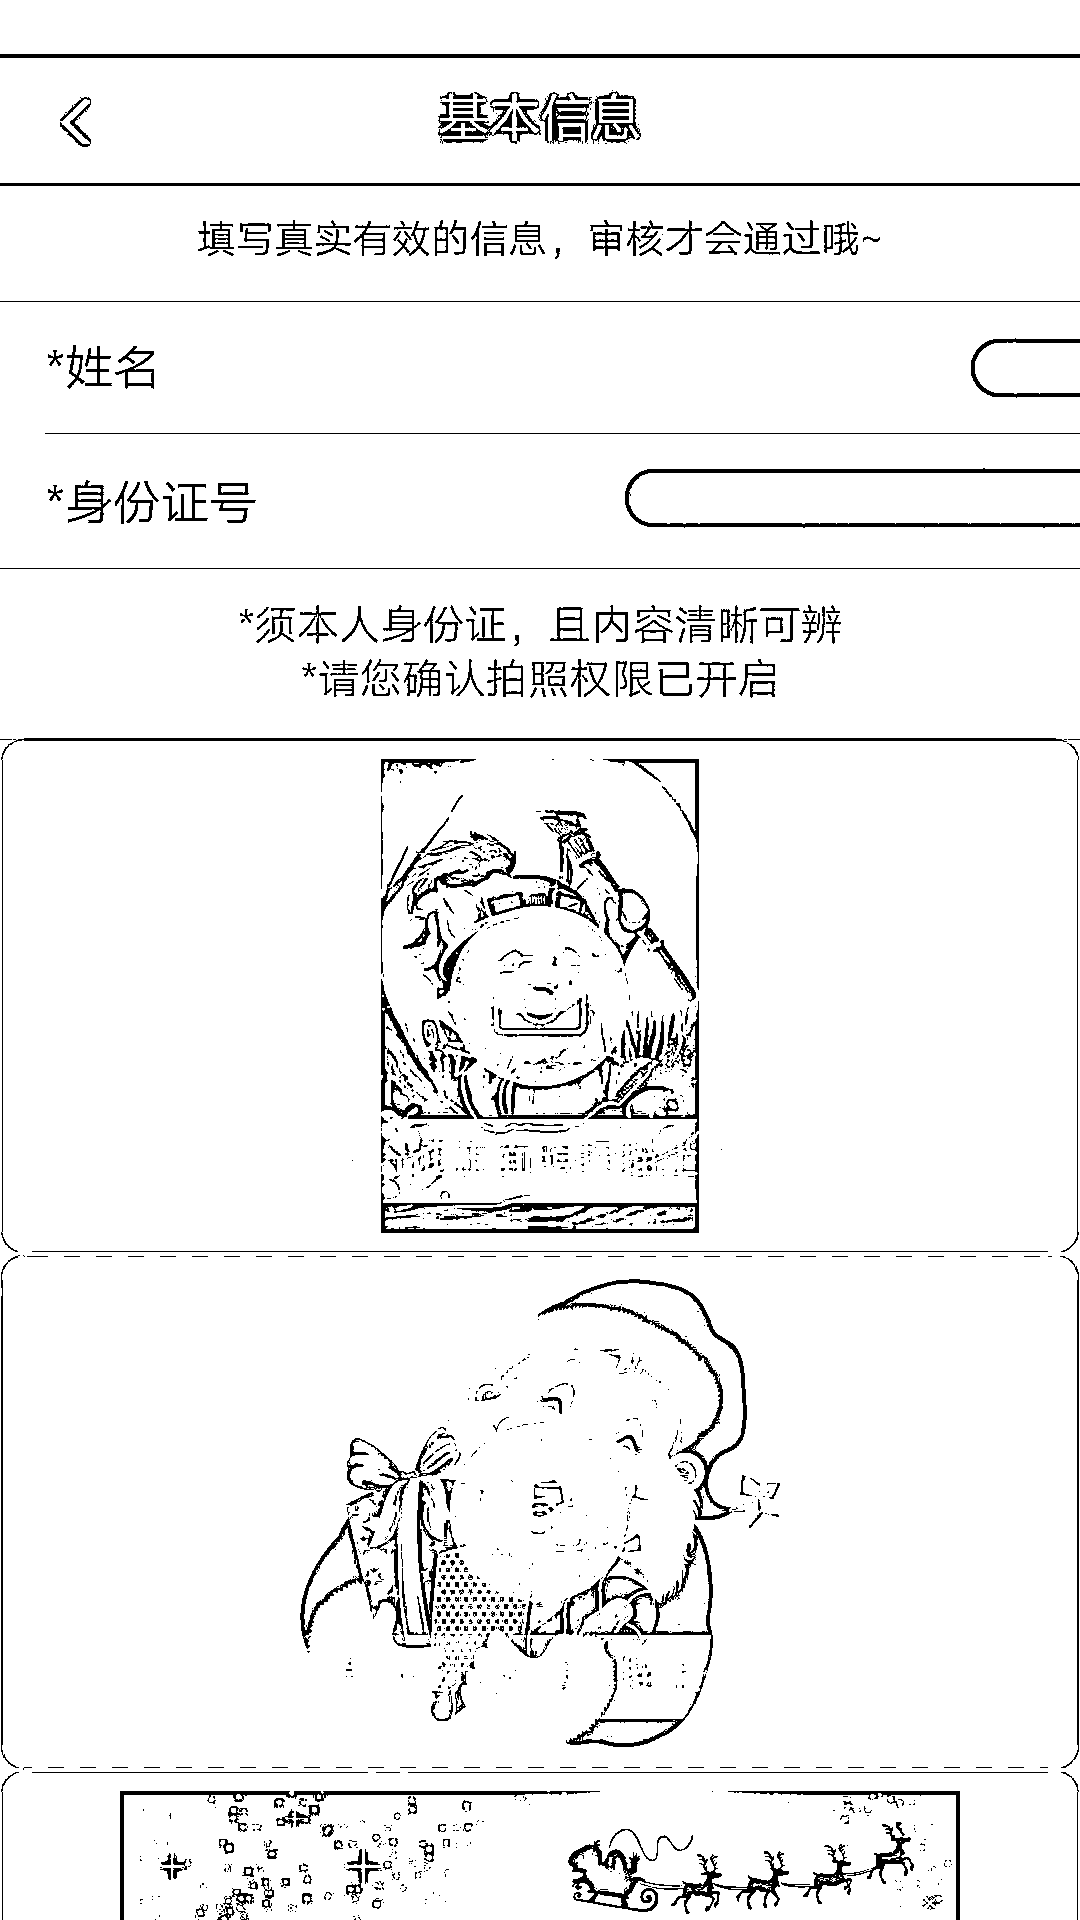 基本信息
填写真实有效的信息，审核才会通过哦~
*姓名
*身份证号
*须本人身份证，且内容清晰可辨
*请您确认拍照权限已开启